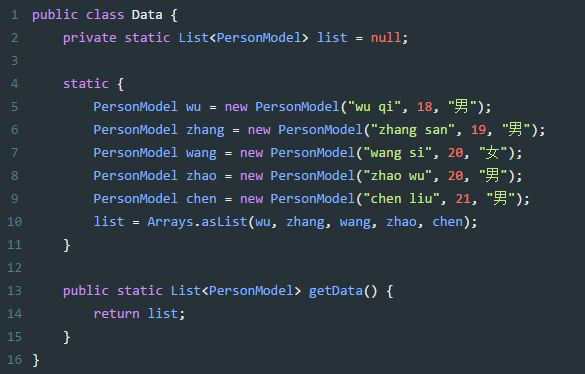 1 public class Data {
2     private static List<PersonModel> list = null;
3
4     static {
5         PersonModel wu = new PersonModel("wu qi", 18, "男");
6         PersonModel zhang = new PersonModel("zhang san", 19, "男");
7         PersonModel wang = new PersonModel("wang si", 20, "女");
8         PersonModel zhao = new PersonModel("zhao wu", 20, "男");
9         PersonModel chen = new PersonModel("chen liu", 21, "男");
10         list = Arrays.asList(wu, zhang, wang, zhao, chen);
11     }
12
13     public static List<PersonModel> getData() {
14         return list;
15     }
16 }